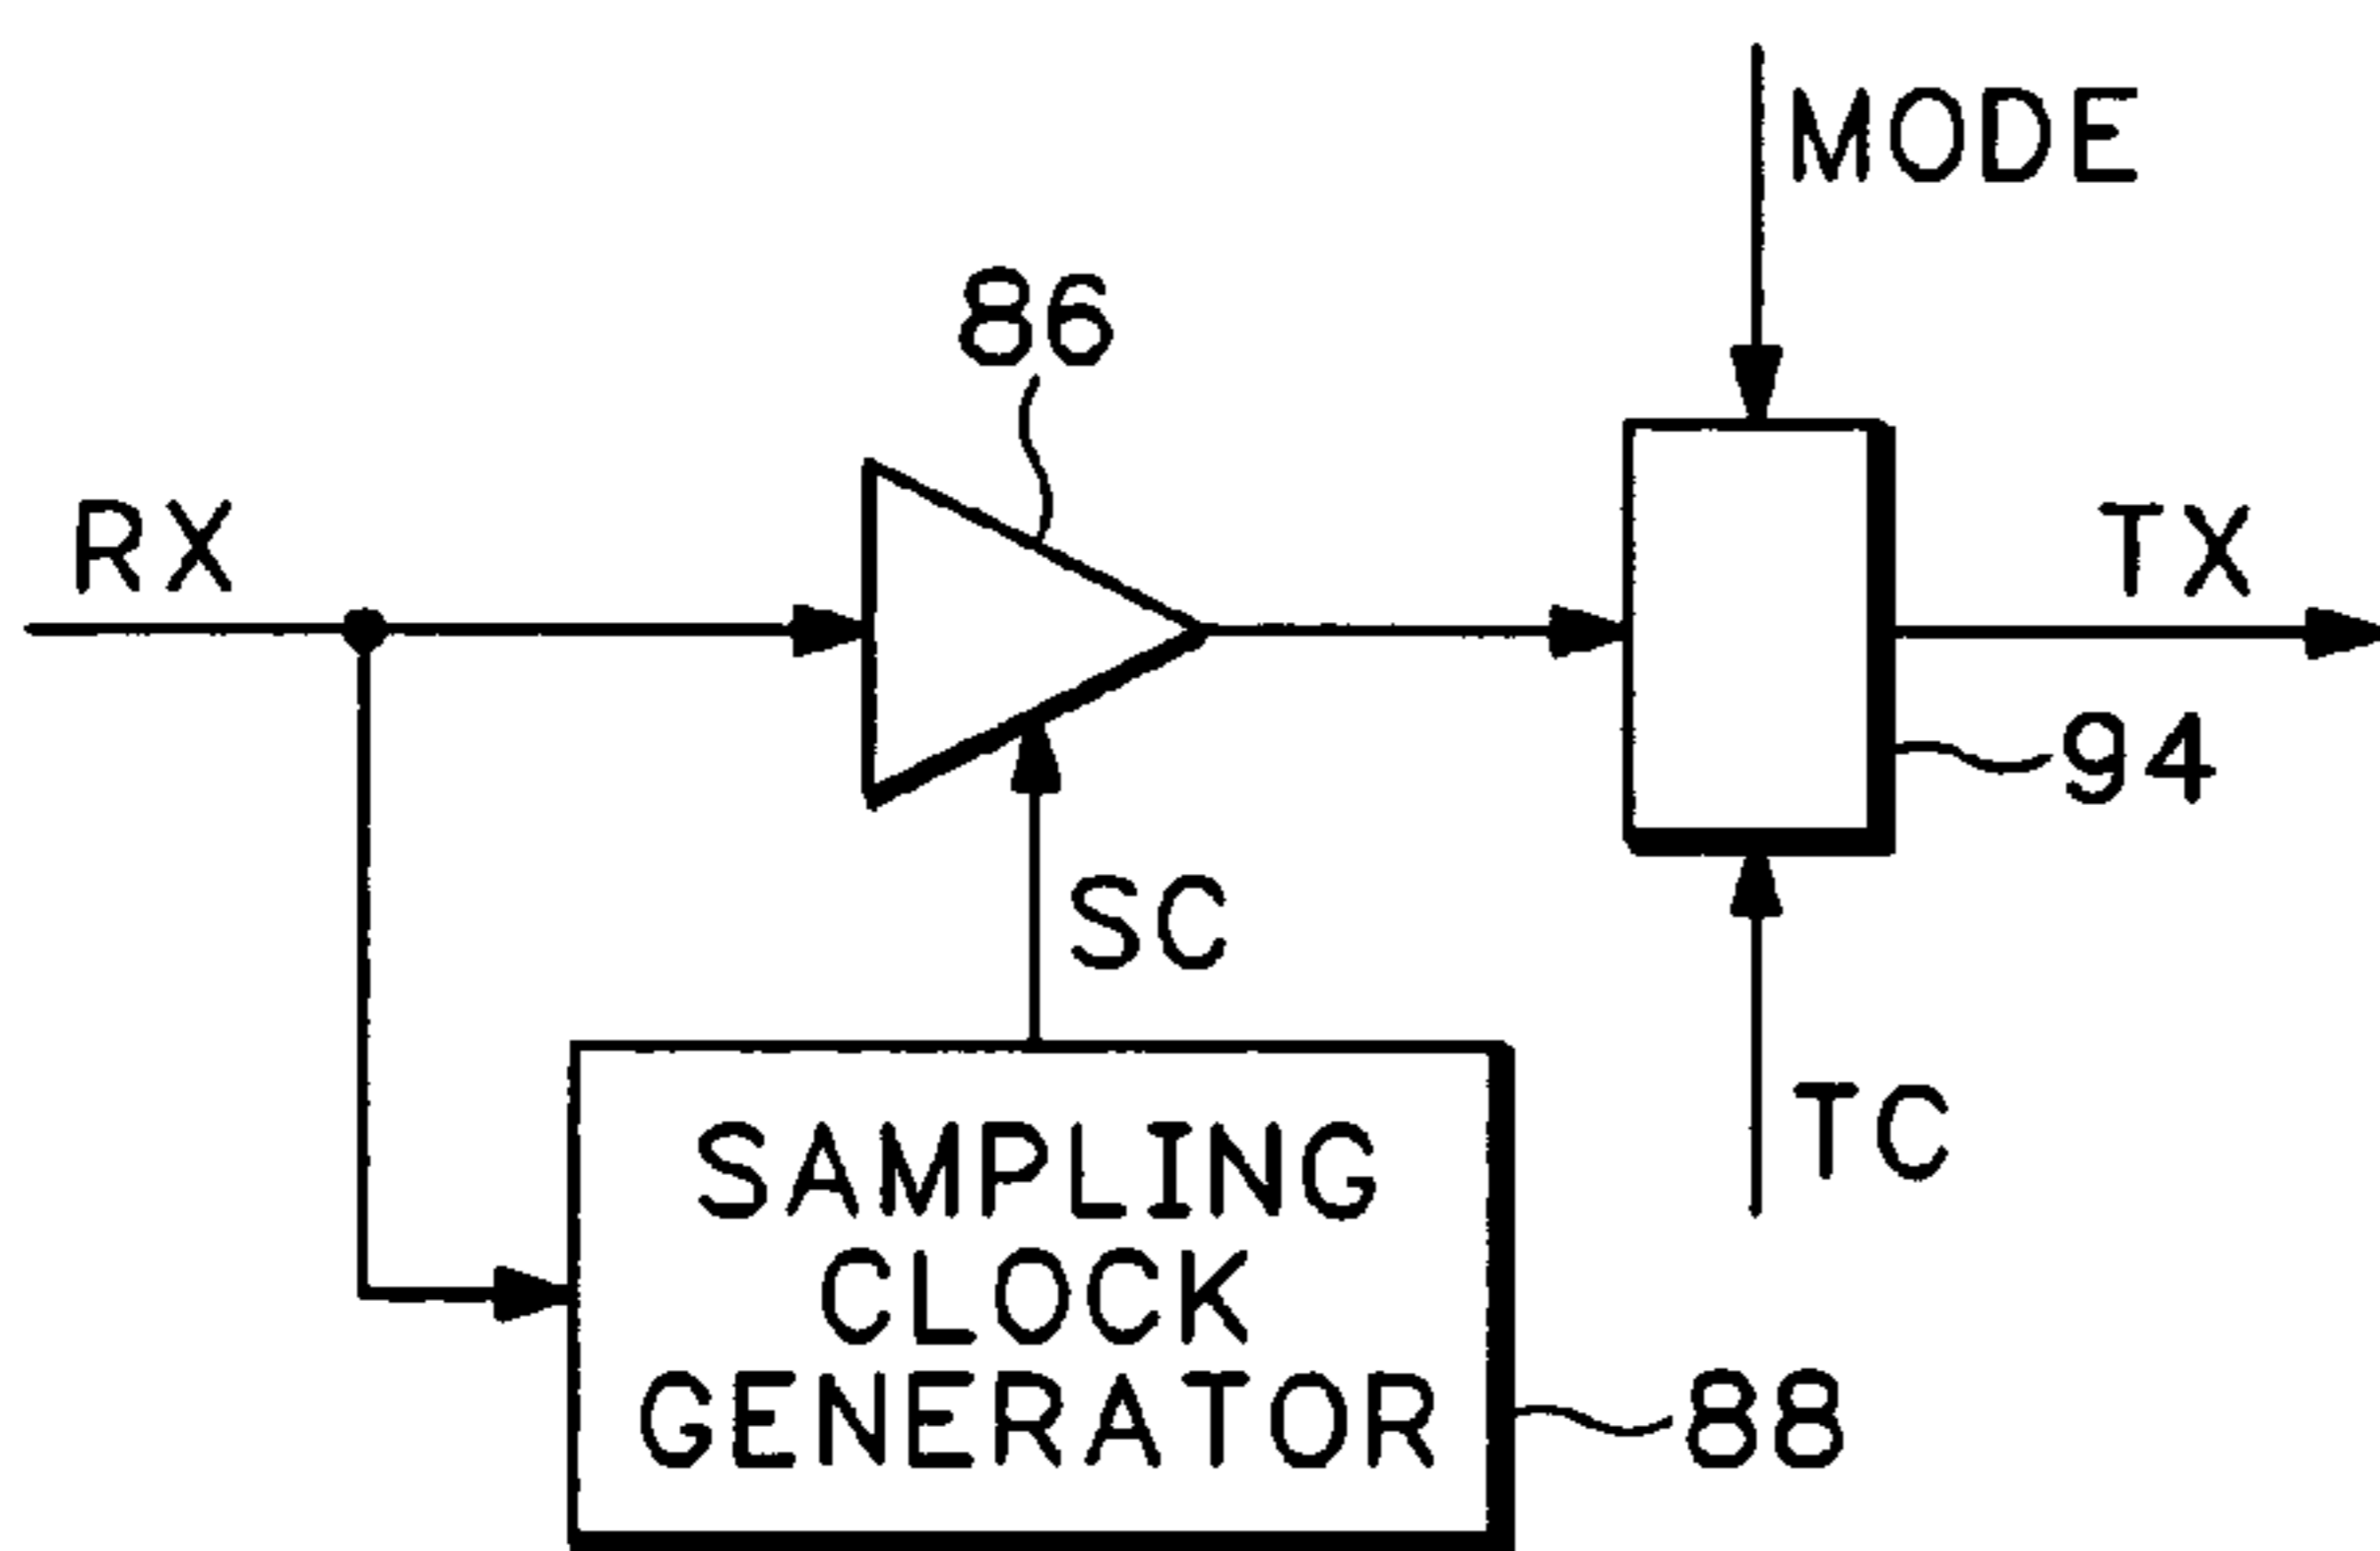 MODE
86
RX
TX
94
SC
TC
SAMPLING
CLOCK
GENERATOR
88